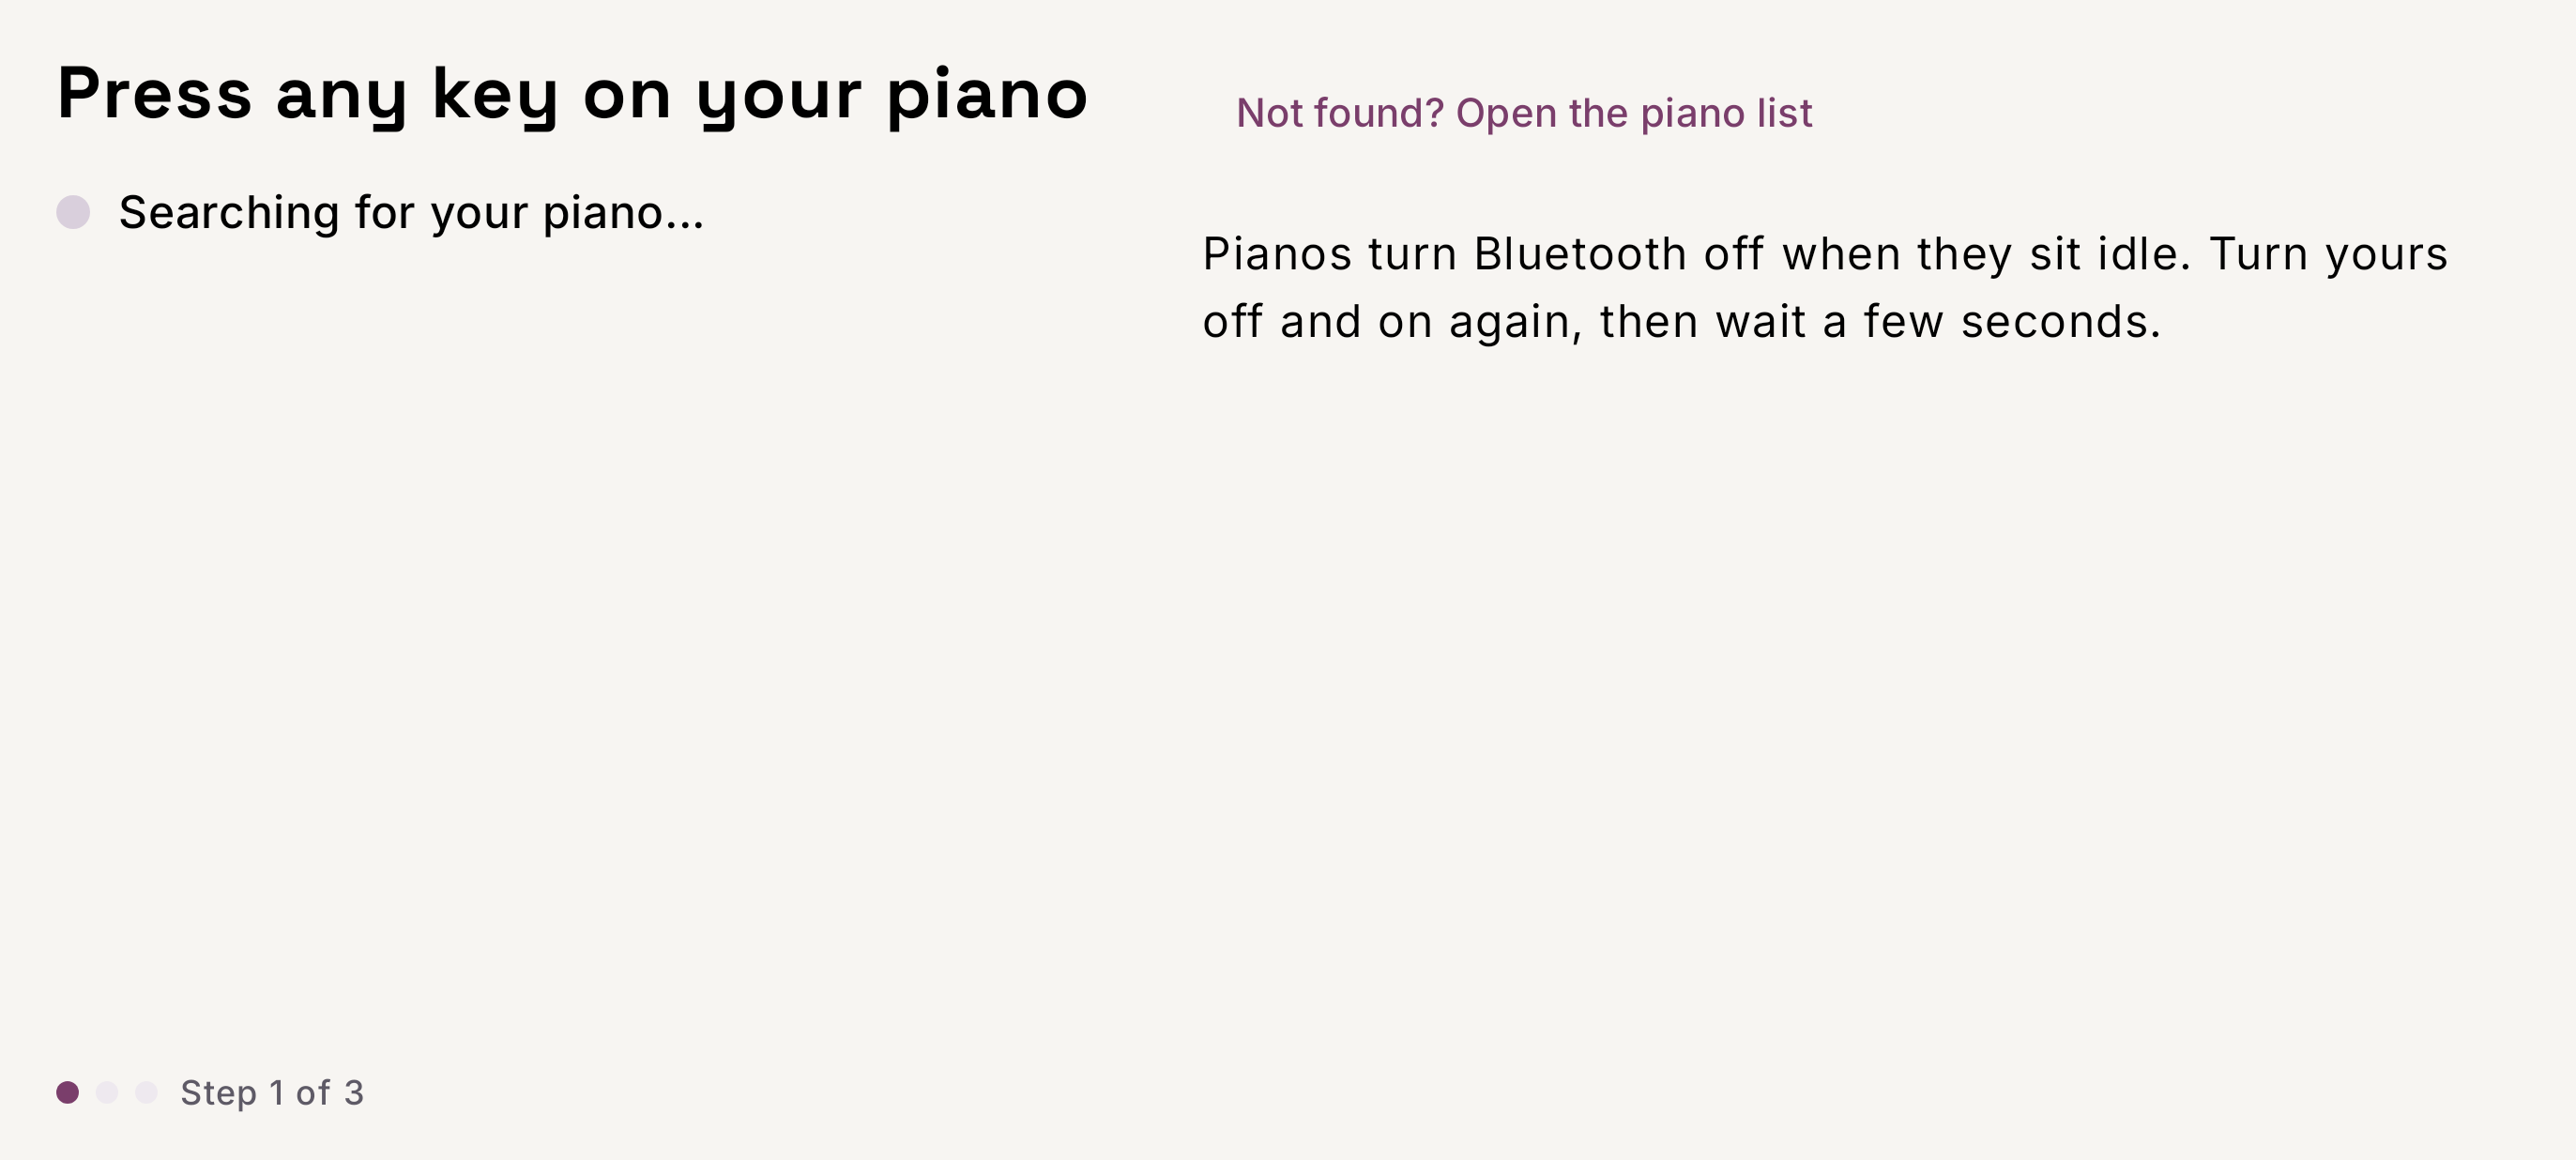 Press any key on your piano
Searching for your piano...
Not found? Open the piano list
Pianos turn Bluetooth off when they sit idle. Turn yours
off and on again, then wait a few seconds.
Step 1 of 3